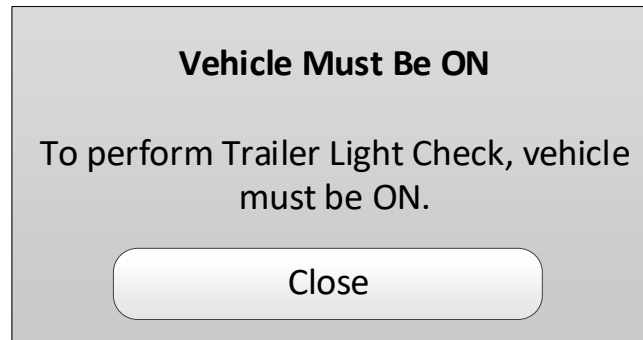 Vehicle Must Be ON
To perform Trailer Light Check, vehicle
must be ON.
Close